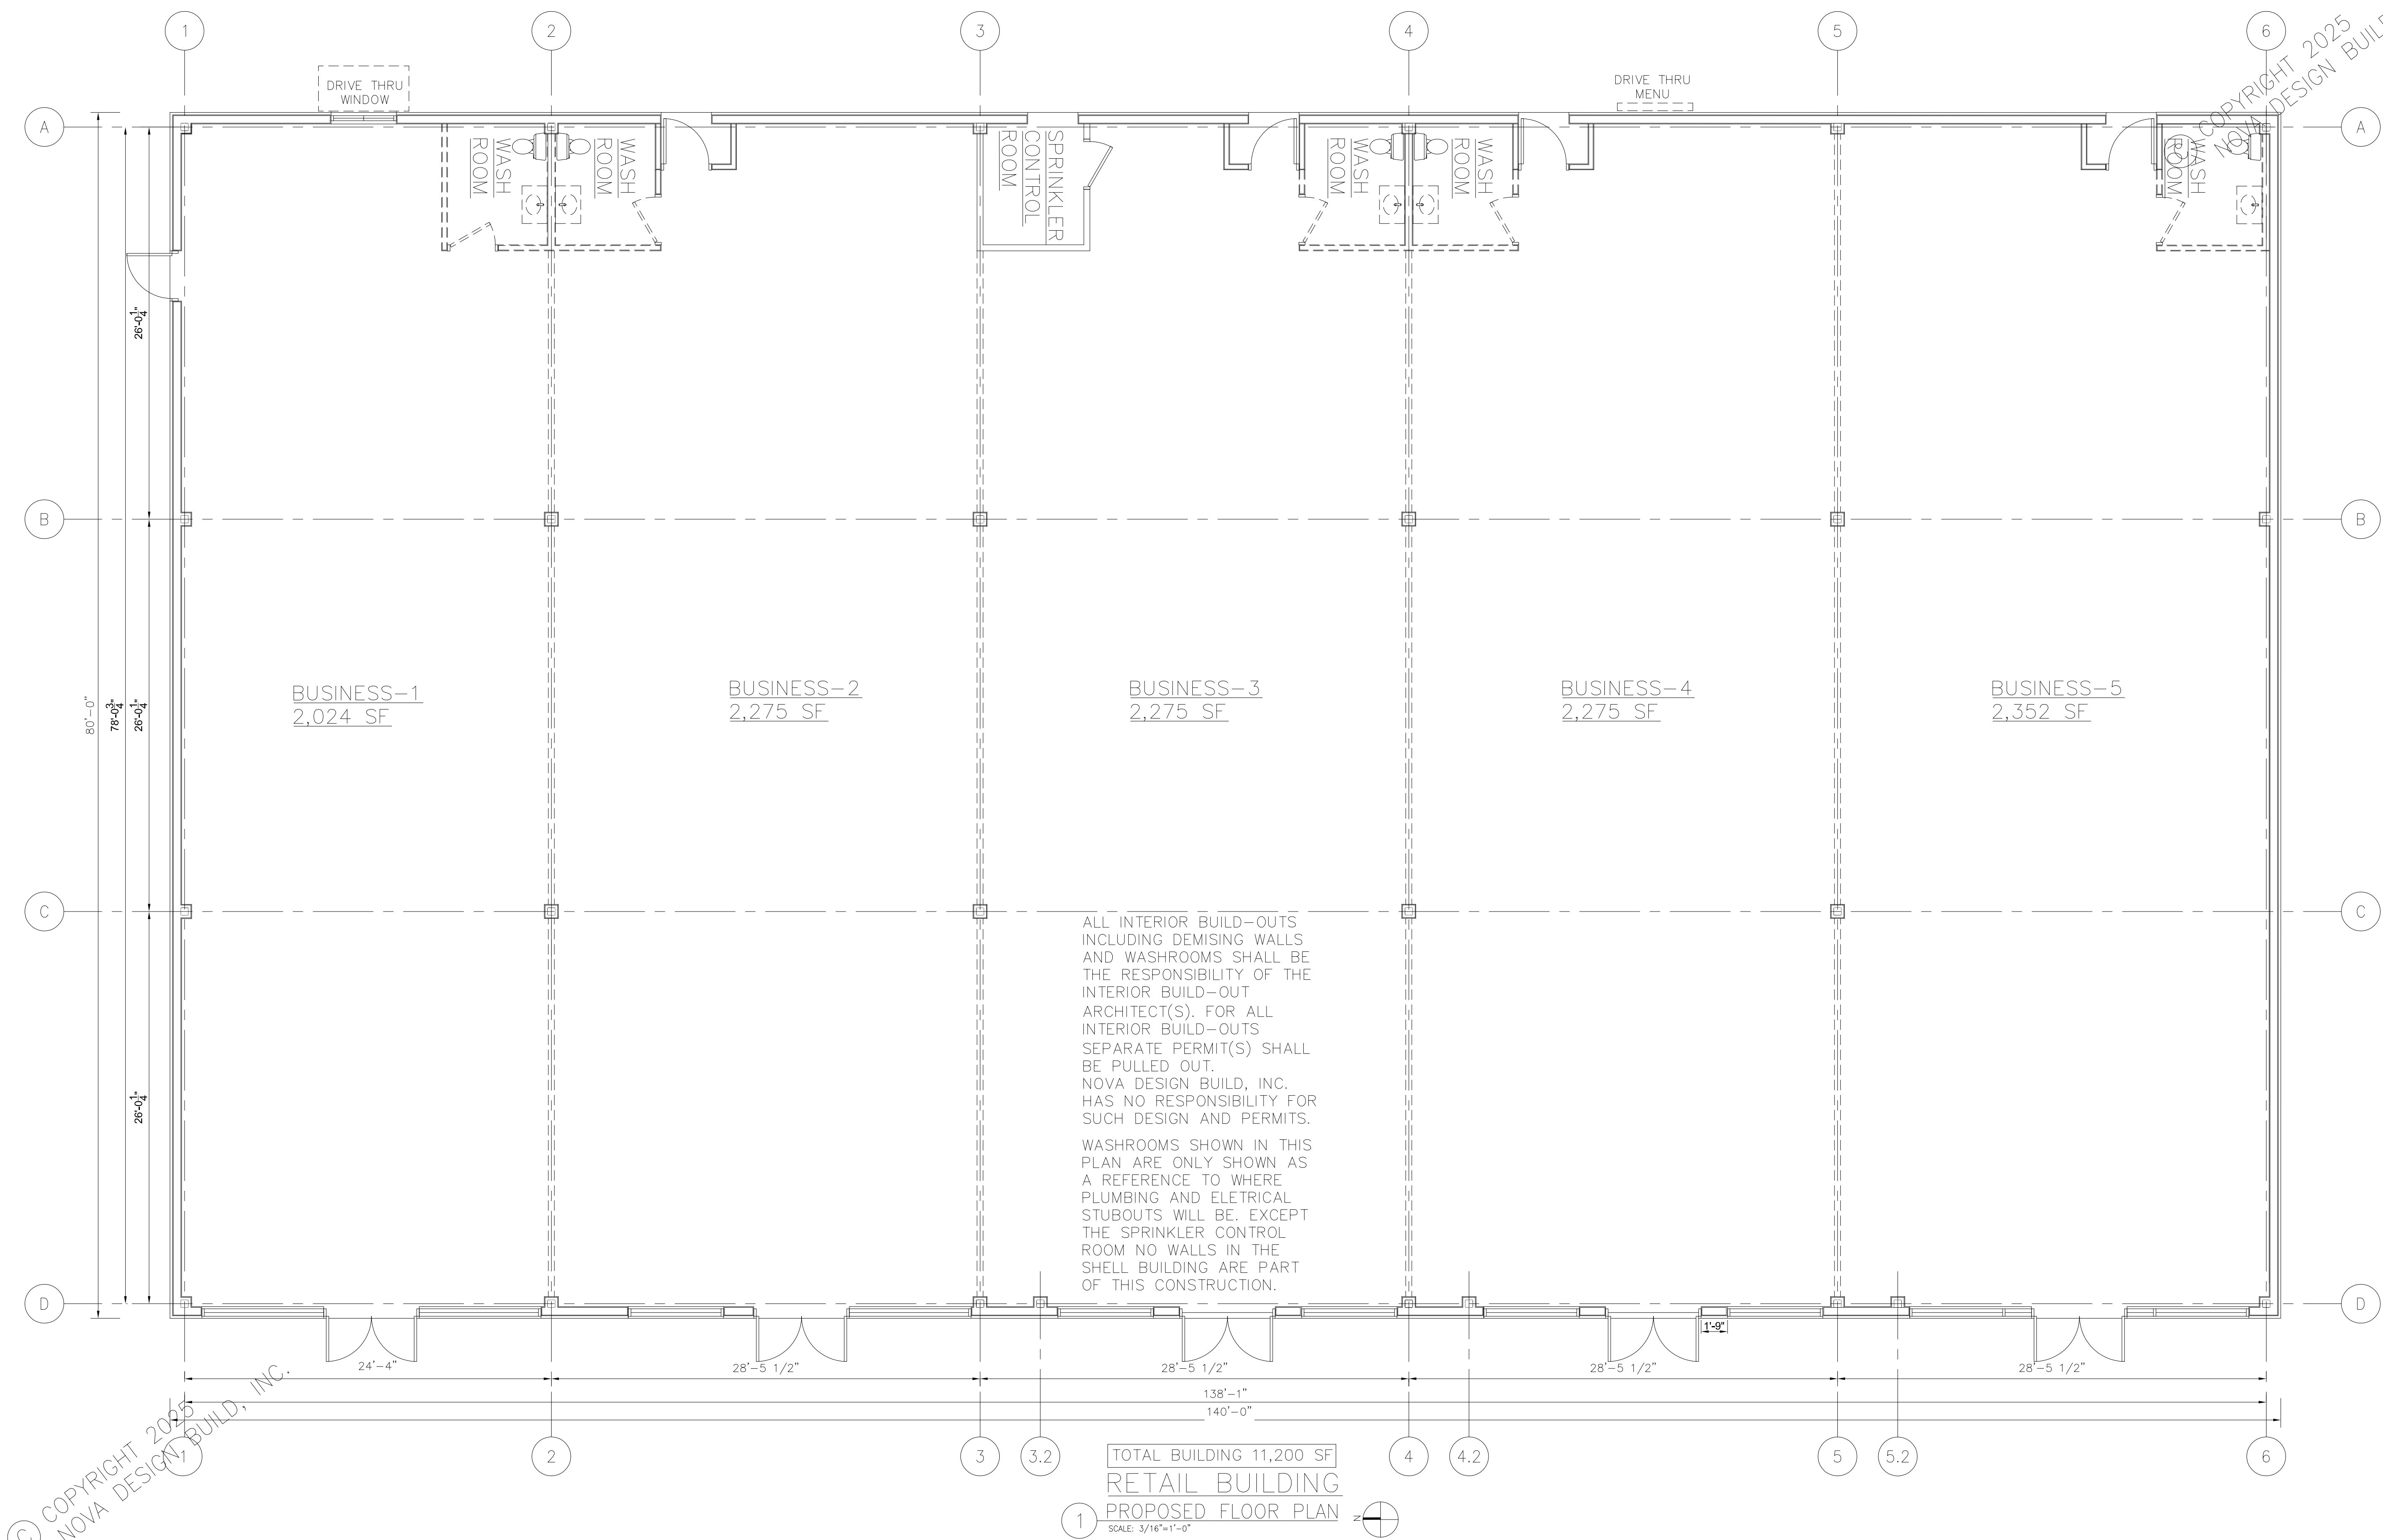 1
2
3
4
5
6
COPYRIGHT 2025
NOVA DESIGN BUIL
DRIVE THRU
WINDOW
DRIVE THRU
MENU
A
A
WASH
ROOM
WASH
ROOM
SPRINKLER
CONTROL
ROOM
WASH
ROOM
WASH
ROOM
WASH
ROOM
C
26'-0 1/4"
B
B
80'-0"
78'-0 3/4"
26'-0 1/4"
BUSINESS-1
2,024 SF
BUSINESS-2
2,275 SF
BUSINESS-3
2,275 SF
BUSINESS-4
2,275 SF
BUSINESS-5
2,352 SF
C
C
26'-0 1/4"
ALL INTERIOR BUILD-OUTS
INCLUDING DEMISING WALLS
AND WASHROOMS SHALL BE
THE RESPONSIBILITY OF THE
INTERIOR BUILD-OUT
ARCHITECT(S). FOR ALL
INTERIOR BUILD-OUTS
SEPARATE PERMIT(S) SHALL
BE PULLED OUT.
NOVA DESIGN BUILD, INC.
HAS NO RESPONSIBILITY FOR
SUCH DESIGN AND PERMITS.
WASHROOMS SHOWN IN THIS
PLAN ARE ONLY SHOWN AS
A REFERENCE TO WHERE
PLUMBING AND ELETRICAL
STUBOUTS WILL BE. EXCEPT
THE SPRINKLER CONTROL
ROOM NO WALLS IN THE
SHELL BUILDING ARE PART
OF THIS CONSTRUCTION.
D
D
1'-9"
24'-4"
28'-5 1/2"
28'-5 1/2"
28'-5 1/2"
28'-5 1/2"
138'-1"
140'-0"
1
2
3
3.2
4
4.2
5
5.2
6
C COPYRIGHT 2025
NOVA DESIGN BUILD, INC.
TOTAL BUILDING 11,200 SF
RETAIL BUILDING
1 PROPOSED FLOOR PLAN
SCALE: 3/16"=1'-0"
N